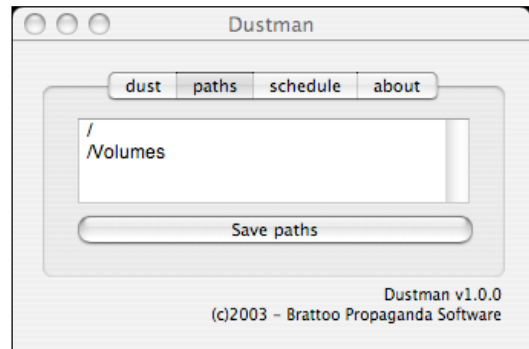 Dustman
dust paths schedule about
/
/Volumes
Save paths
Dustman v1.0.0
(c)2003 – Brattoo Propaganda Software